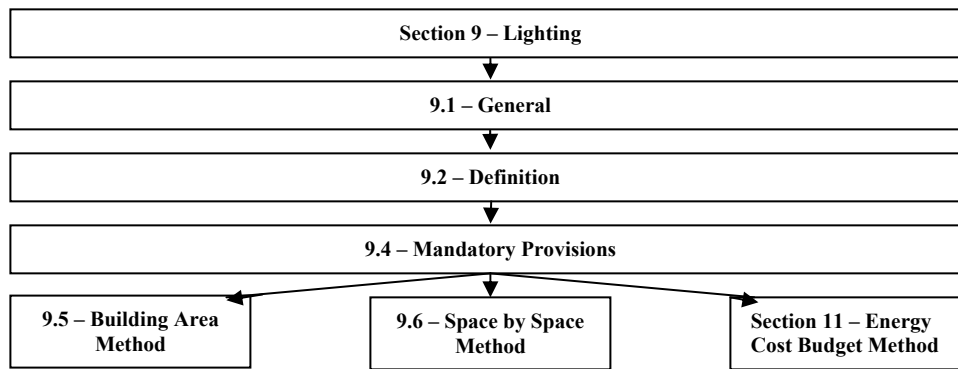 Section 9 – Lighting
9.1 – General
9.2 – Definition
9.4 – Mandatory Provisions
9.5 – Building Area
Method
9.6 – Space by Space
Method
Section 11 – Energy
Cost Budget Method